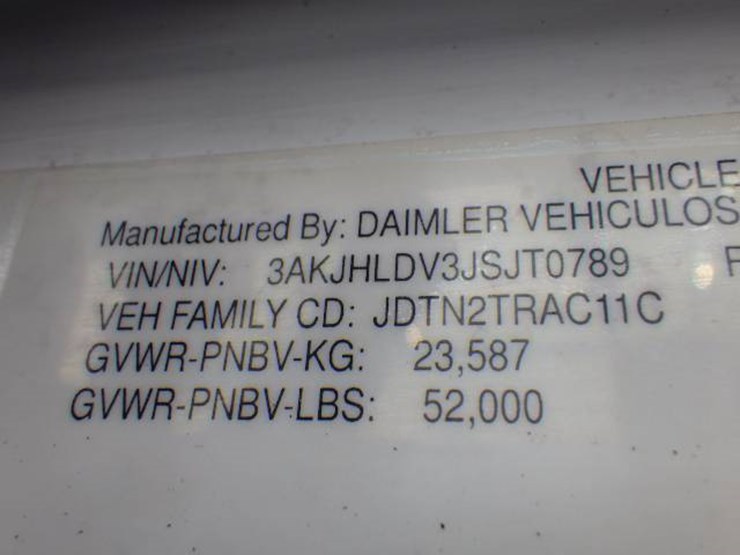 VEHICLE
Manufactured By: DAIMLER VEHICULOS
VIN/NIV: 3AKJHLDV3JSJT0789
VEH FAMILY CD: JDTN2TRAC11C
GVWR-PNBV-KG: 23,587
GVWR-PNBV-LBS: 52,000